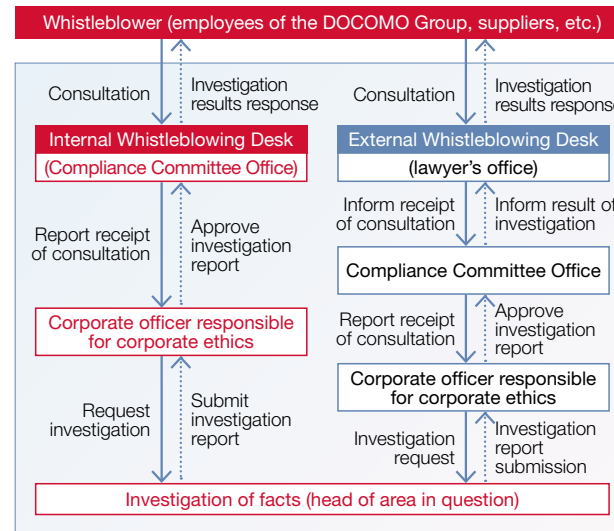 Whistleblower (employees of the DOCOMO Group, suppliers, etc.)
Consultation
Investigation
results response
Consultation
Investigation
results response
Internal Whistleblowing Desk
(Compliance Committee Office)
External Whistleblowing Desk
(lawyer's office)
Report receipt
of consultation
Approve
investigation
report
Inform receipt
of consultation
Inform result of
investigation
Compliance Committee Office
Corporate officer responsible
for corporate ethics
Report receipt
of consultation
Approve
investigation
report
Corporate officer responsible
for corporate ethics
Request
investigation
Submit
investigation
report
Investigation
request
Investigation
report
submission
Investigation of facts (head of area in question)